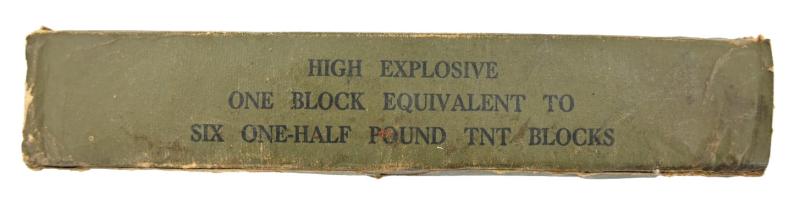 HIGH EXPLOSIVE
ONE BLOCK EQUIVALENT TO
SIX ONE-HALF POUND TNT BLOCKS